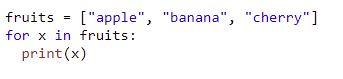 fruits = ["apple", "banana", "cherry"]
for x in fruits:
  print(x)